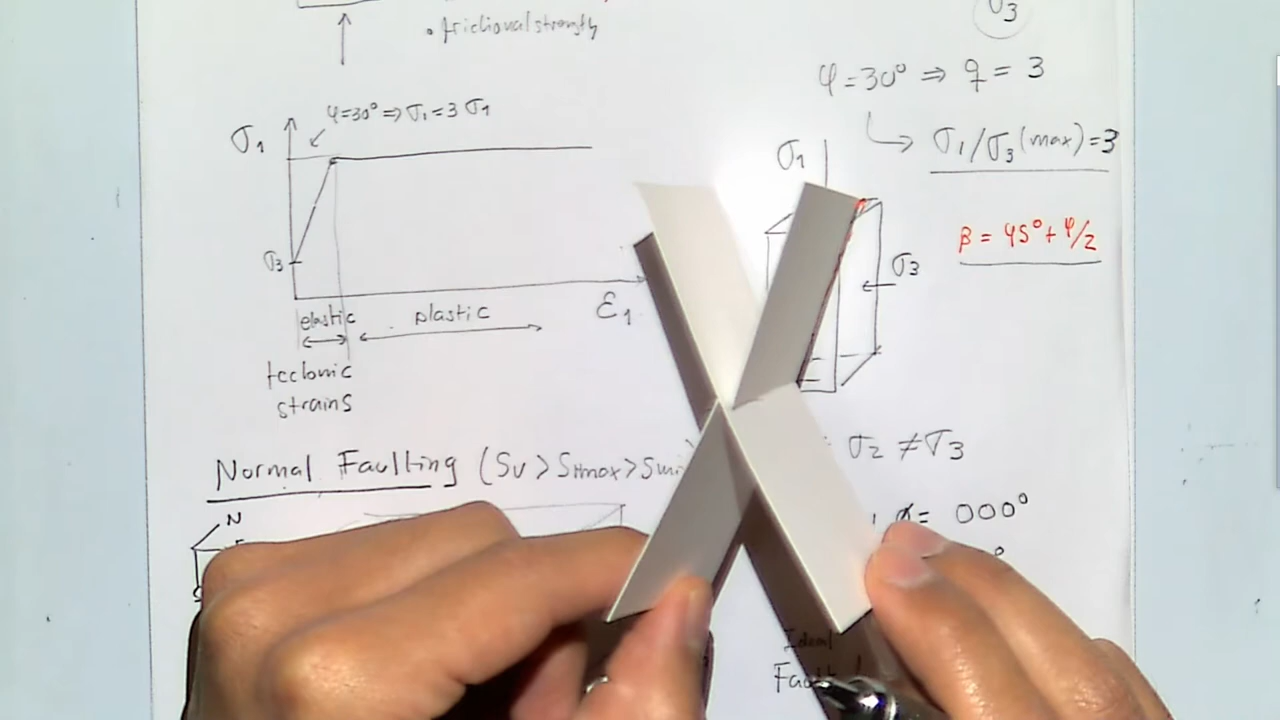 • frictional strength
σ3
φ=30° ⇒ q = 3
φ=30° ⇒ σ1=3 σ1
σ1
σ1/σ3 (max) = 3
σ1
β = 45° + φ/2
σ3
σ3
ε1
elastic
plastic
tectonic
strains
σ2 ≠ σ3
Normal Faulting (Sv > SHmax > Shmi
= 000°
N
Ideal
Fault